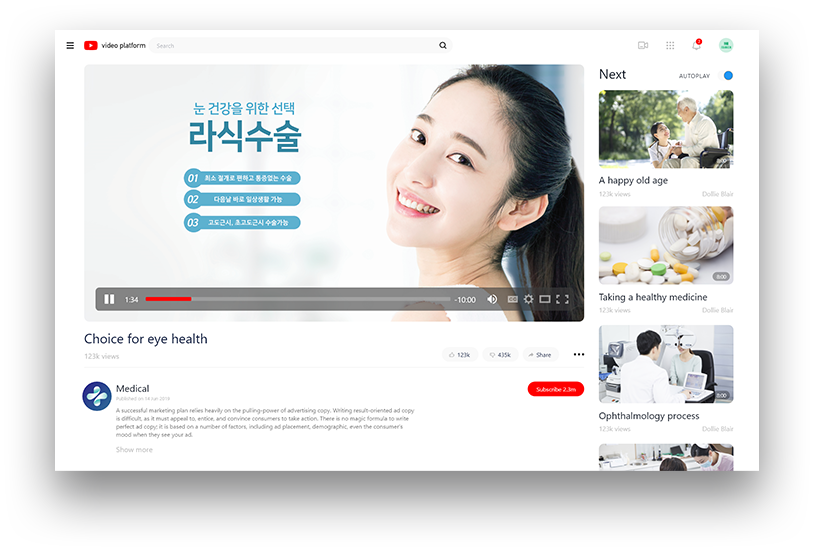 video platform
Search
2
눈 건강을 위한 선택
라식수술
01 최소 절개로 편하고 통증없는 수술
02 다음날 바로 일상생활 가능
03 고도근시, 초고도근시 수술가능
1:34
-10:00
Choice for eye health
123k views
123k
435k
Share
Medical
Published on 14 Jun 2019
A successful marketing plan relies heavily on the pulling-power of advertising copy. Writing result-oriented ad copy
is difficult, as it must appeal to, entice, and convince consumers to take action. There is no magic formula to write
perfect ad copy; it is based on a number of factors, including ad placement, demographic, even the consumer's
mood when they see your ad.
Show more
Subscribe 2.3m
Next
AUTOPLAY
8:00
A happy old age
123k views
Dollie Blair
8:00
Taking a healthy medicine
123k views
Dollie Blair
8:00
Ophthalmology process
123k views
Dollie Blair